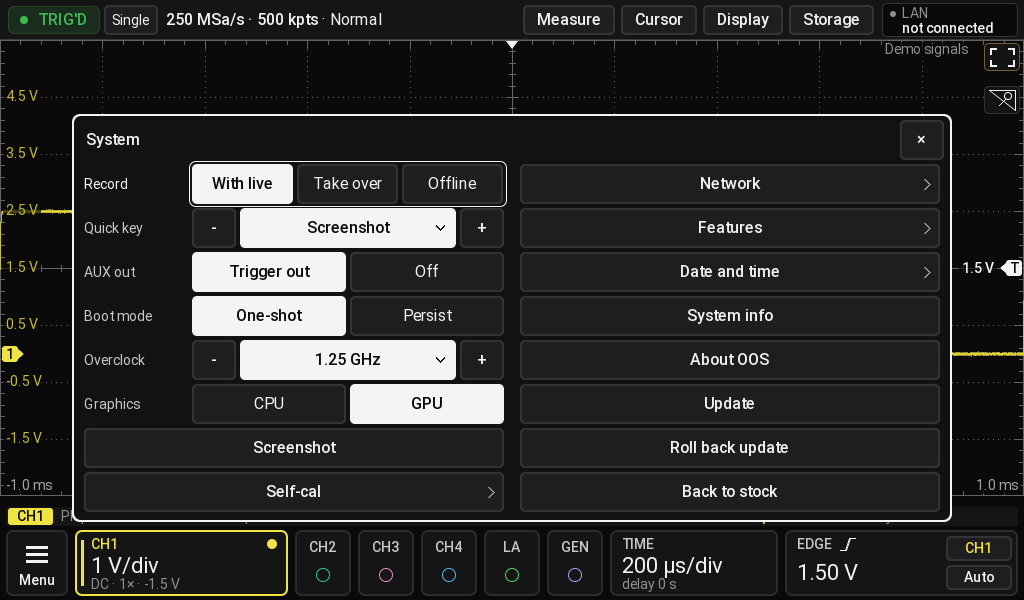 TRIG'D
Single
250 MSa/s · 500 kpts · Normal
Measure
Cursor
Display
Storage
LAN
not connected
Demo signals
4.5 V
3.5 V
2.5 V
1.5 V
0.5 V
-0.5 V
-1.5 V
-1.0 ms
1.0 ms
1
1.5 V
T
System
×
Record
With live
Take over
Offline
Network
Quick key
-
Screenshot
+
Features
AUX out
Trigger out
Off
Date and time
Boot mode
One-shot
Persist
System info
Overclock
-
1.25 GHz
+
About OOS
Graphics
CPU
GPU
Update
Screenshot
Roll back update
Self-cal
Back to stock
CH1
Menu
CH1
1 V/div
DC · 1× · -1.5 V
CH2
CH3
CH4
LA
GEN
TIME
200 µs/div
delay 0 s
EDGE
1.50 V
CH1
Auto